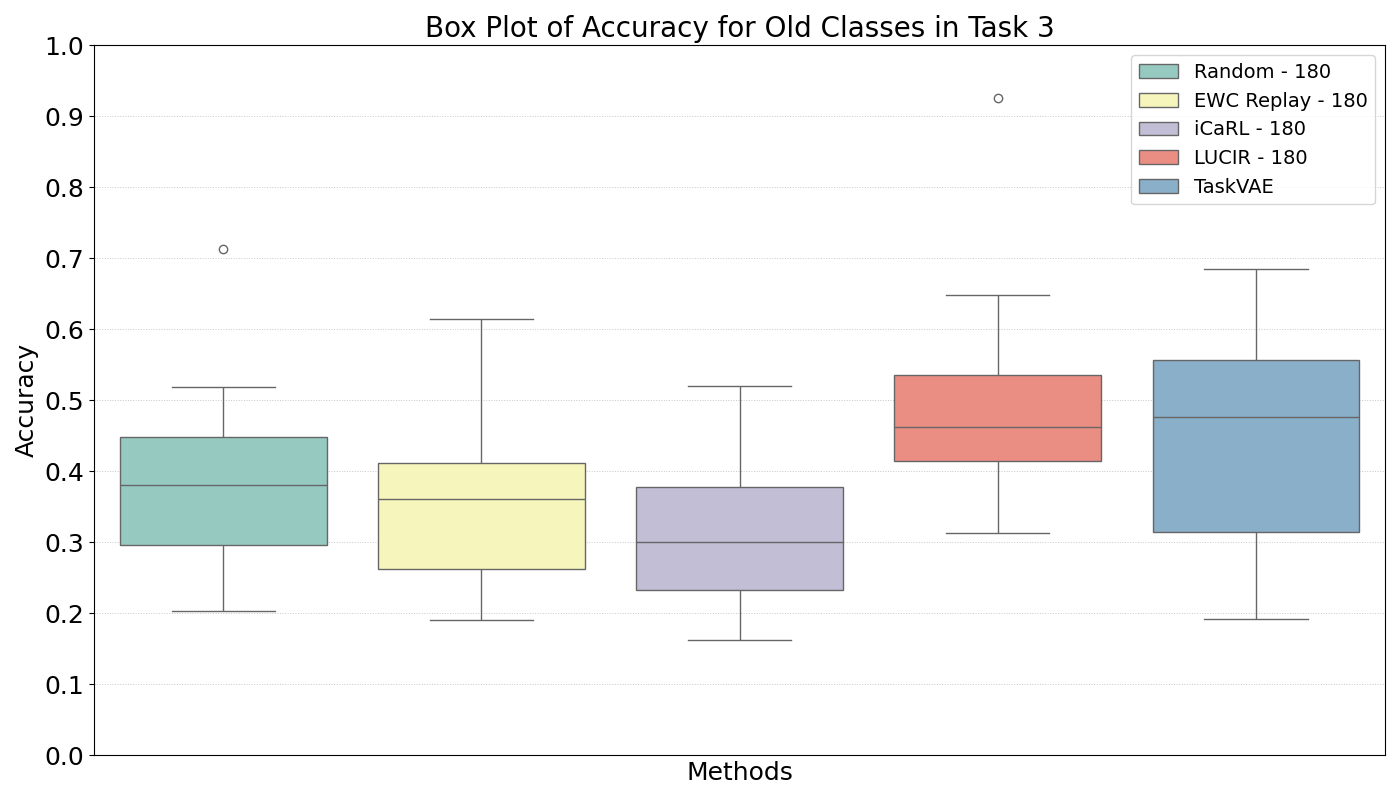 Box Plot of Accuracy for Old Classes in Task 3
1.0
0.9
0.8
0.7
0.6
0.5
0.4
0.3
0.2
0.1
0.0
Accuracy
Methods
Random - 180
EWC Replay - 180
iCaRL - 180
LUCIR - 180
TaskVAE